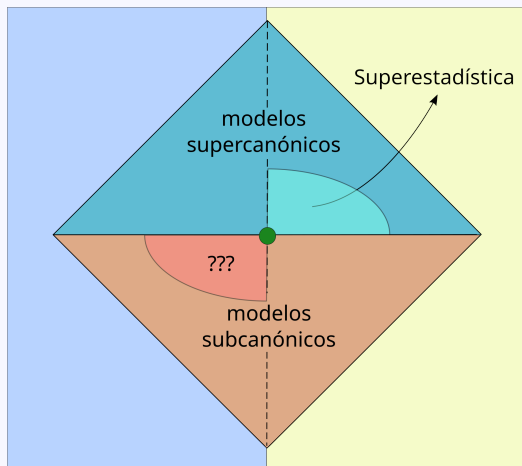 Superestadística
modelos
supercanónicos
???
modelos
subcanónicos